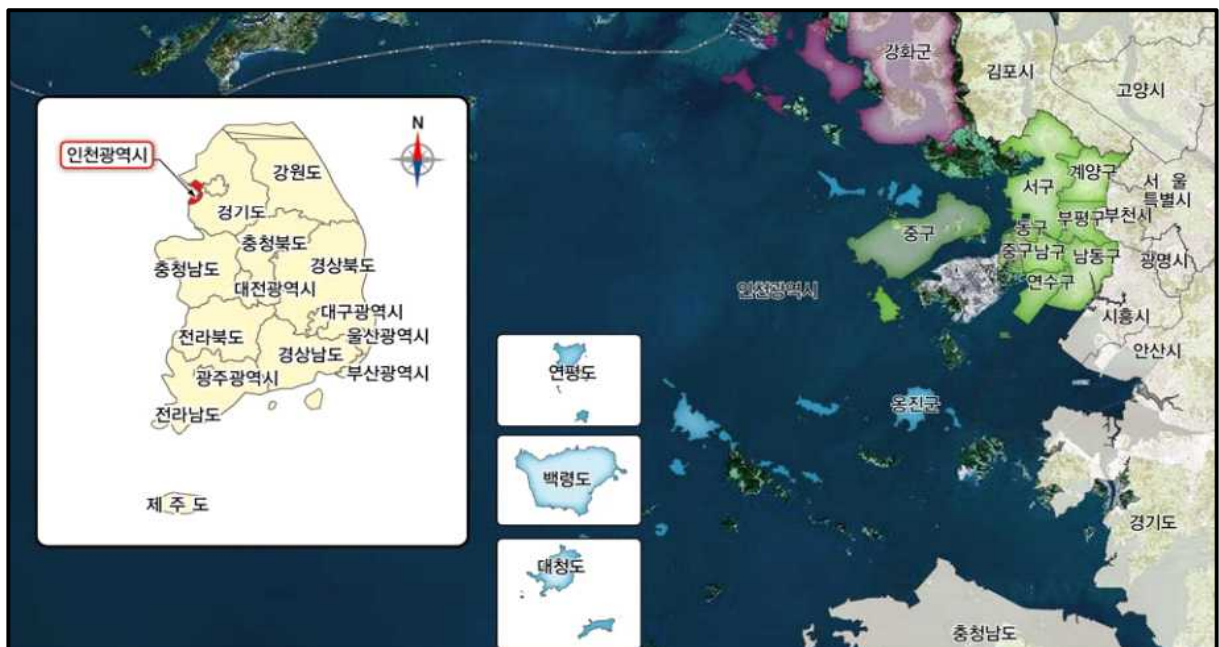 N
인천광역시
강원도
경기도
충청북도
충청남도
경상북도
대전광역시
대구광역시
전라북도
울산광역시
경상남도
광주광역시
부산광역시
전라남도
제 주 도
연평도
백령도
대청도
강화군
김포시
고양시
계양구
서구
서 울
특별시
동구
부평구
부천시
중구
중구
남구
남동구
광명시
연수구
인천광역시
시흥시
안산시
옹진군
경기도
충청남도